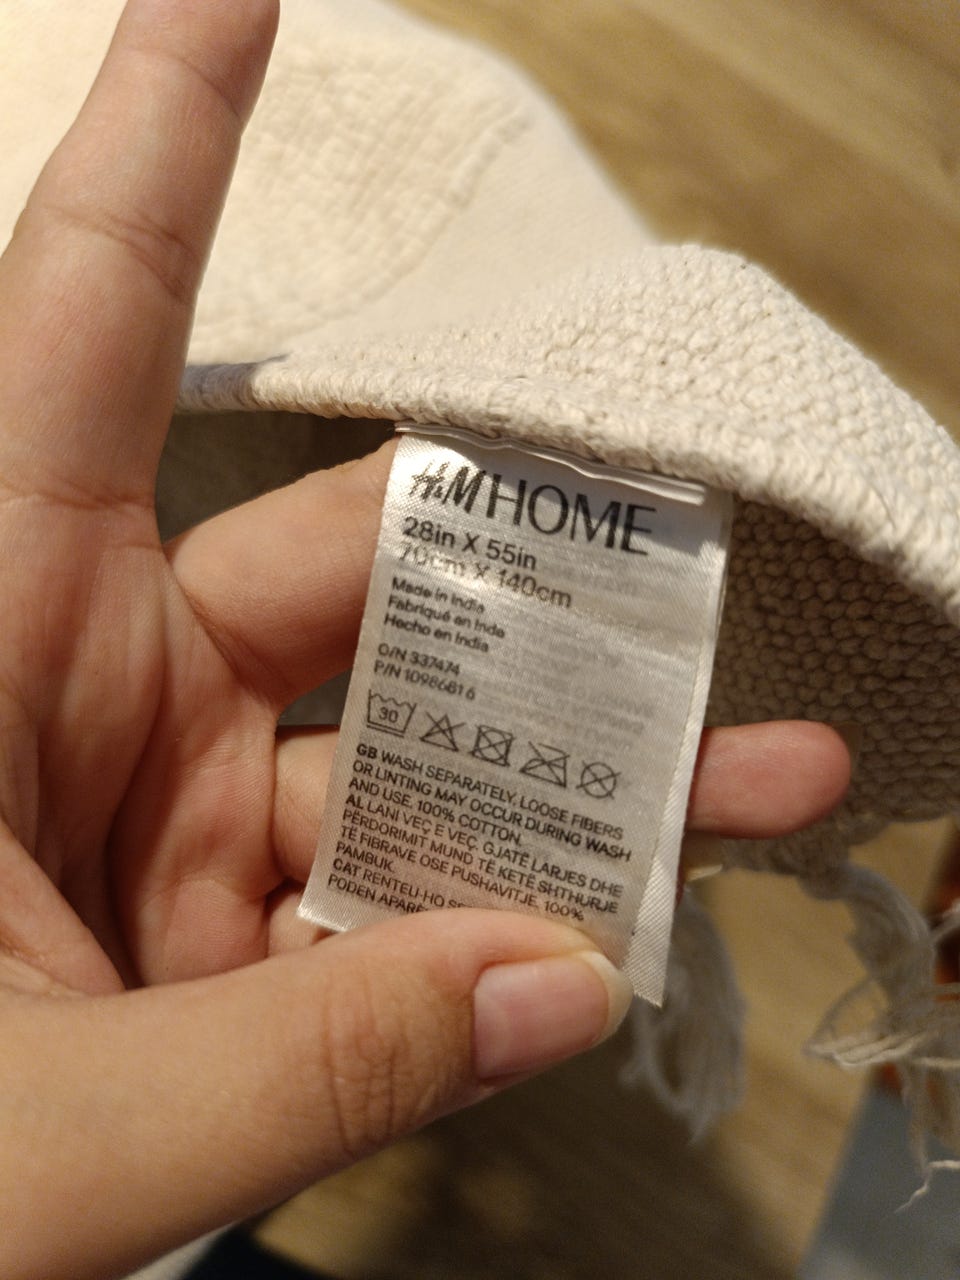 H&M HOME
28in X 55in
70cm X 140cm
Made in India
Fabriqué en Inde
Hecho en India
O/N 337474
P/N 10986816
30
GB WASH SEPARATELY. LOOSE FIBERS
OR LINTING MAY OCCUR DURING WASH
AND USE. 100% COTTON.
AL LANI VEÇ E VEÇ. GJATË LARJES DHE
PËRDORIMIT MUND TË KETË SHTHURJE
TË FIBRAVE OSE PUSHAVITJE. 100%
PAMBUK.
CAT RENTEU-HO
PODEN